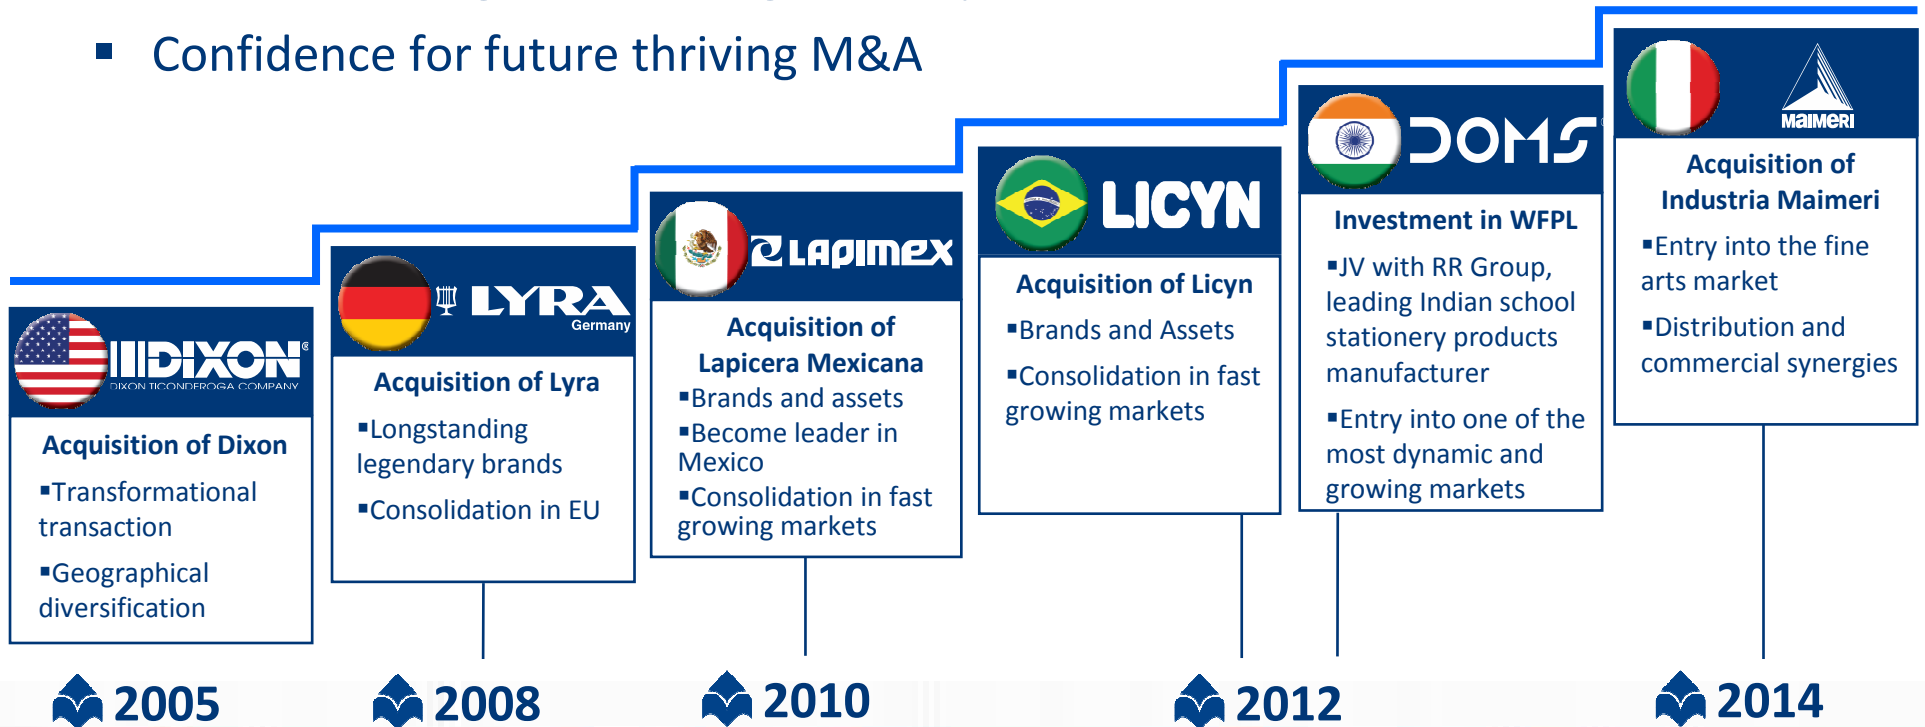 ▪ Confidence for future thriving M&A
DIXON®
DIXON TICONDEROGA COMPANY
Acquisition of Dixon
▪Transformational
transaction
▪Geographical
diversification
2005
LYRA
Germany
Acquisition of Lyra
▪Longstanding
legendary brands
▪Consolidation in EU
2008
LAPIMEX
Acquisition of
Lapicera Mexicana
▪Brands and assets
▪Become leader in
Mexico
▪Consolidation in fast
growing markets
2010
LICYN
Acquisition of Licyn
▪Brands and Assets
▪Consolidation in fast
growing markets
DOMS
Investment in WFPL
▪JV with RR Group,
leading Indian school
stationery products
manufacturer
▪Entry into one of the
most dynamic and
growing markets
2012
MAIMERI
Acquisition of
Industria Maimeri
▪Entry into the fine
arts market
▪Distribution and
commercial synergies
2014